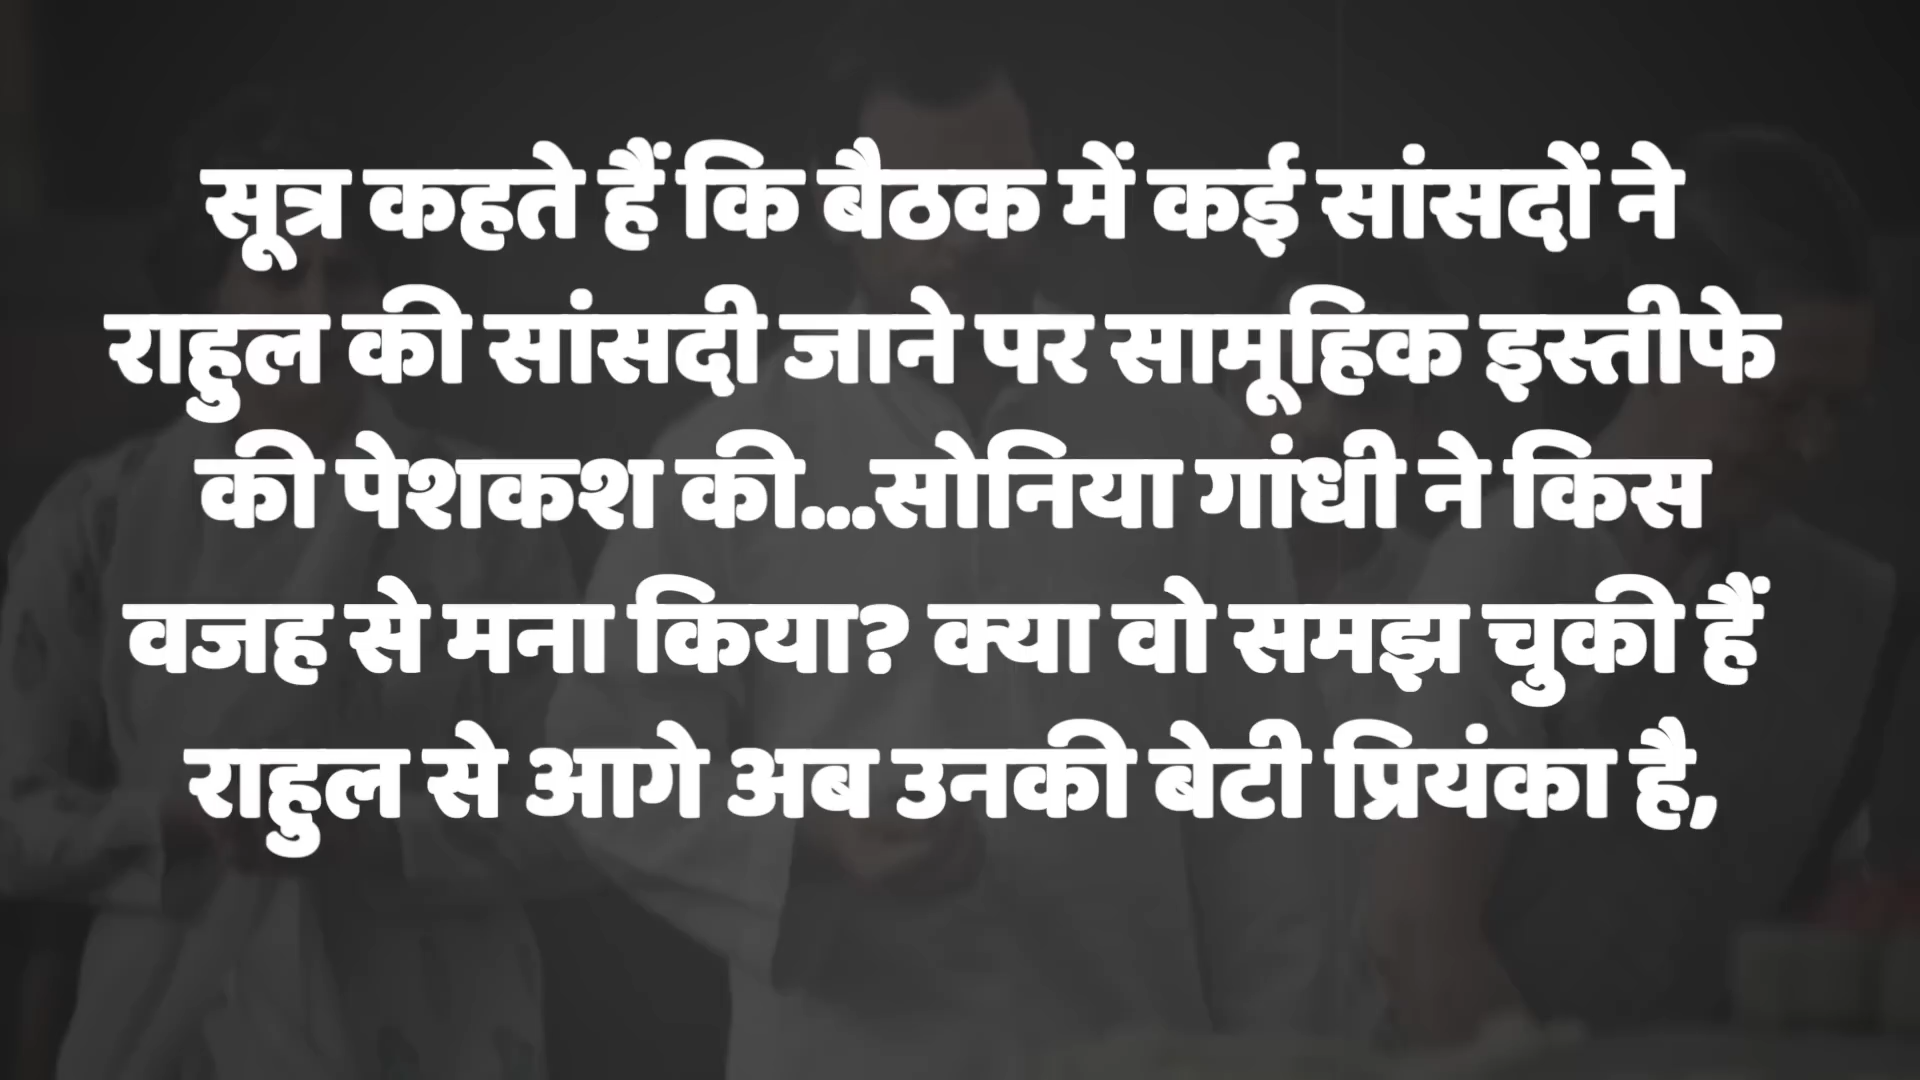 सूत्र कहते हैं कि बैठक में कई सांसदों ने
राहुल की सांसदी जाने पर सामूहिक इस्तीफे
की पेशकश की...सोनिया गांधी ने किस
वजह से मना किया? क्या वो समझ चुकी हैं
राहुल से आगे अब उनकी बेटी प्रियंका है,